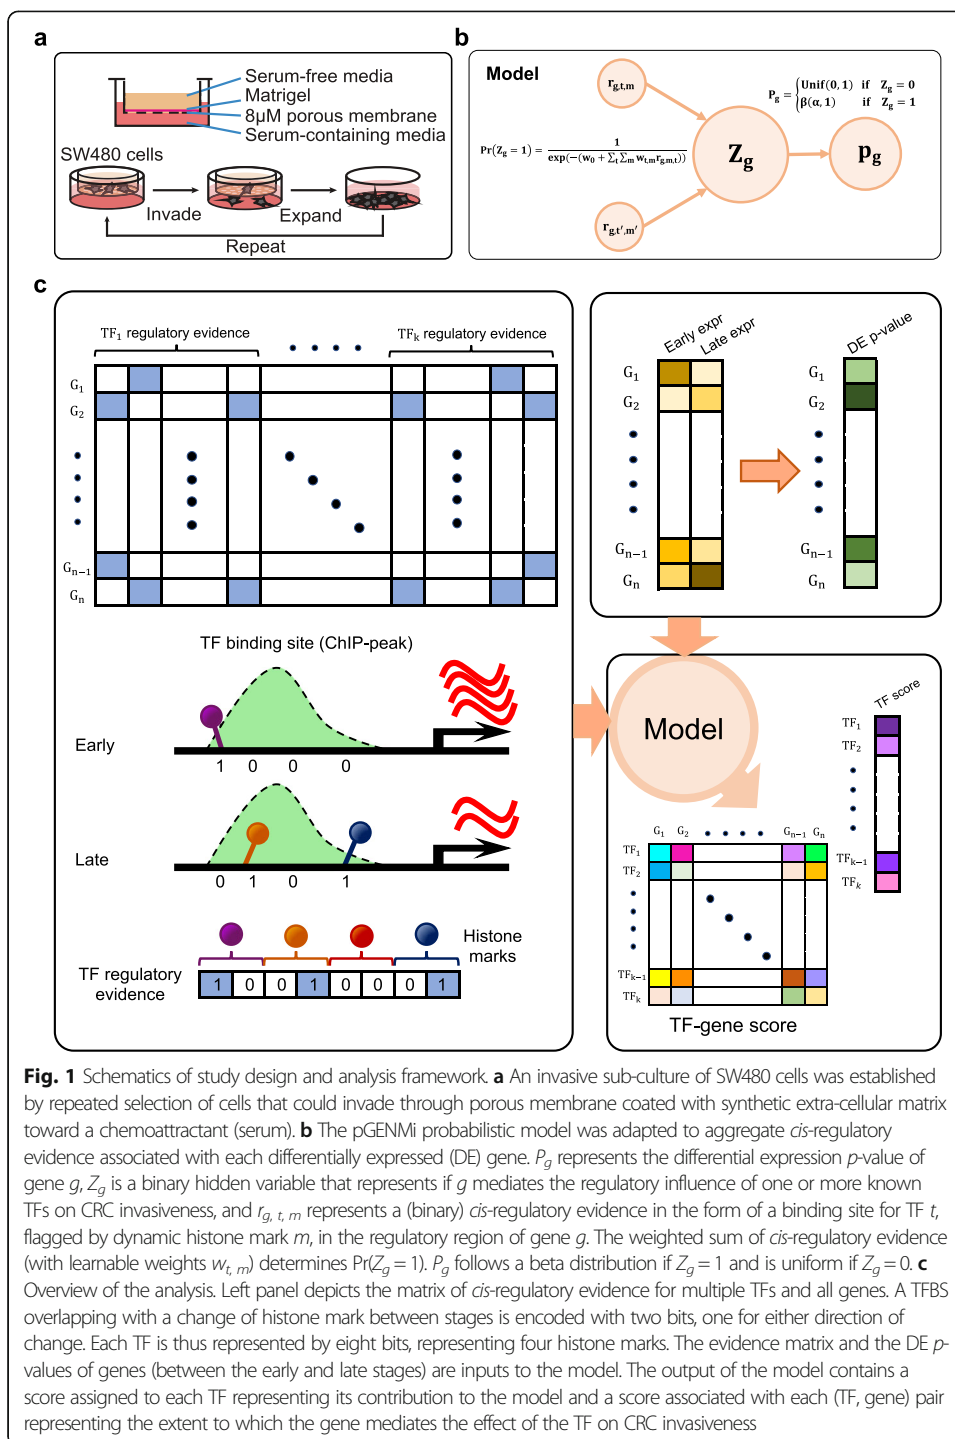 a
Serum-free media
Matrigel
8µM porous membrane
Serum-containing media
SW480 cells
Invade
Expand
Repeat
b
Model
r_{g,t,m}
P_g = { Unif(0, 1) if Z_g = 0
β(α, 1) if Z_g = 1
Pr(Z_g = 1) = 1 / exp(−(w_0 + ∑_t ∑_m w_{t,m} r_{g,m,t}))
Z_g
p_g
r_{g,t′,m′}
c
TF_1 regulatory evidence
TF_k regulatory evidence
G_1
G_2
G_{n−1}
G_n
TF binding site (ChIP-peak)
Early
1 0 0 0
Late
0 1 0 1
Histone
marks
TF regulatory
evidence
1 0 0 1 0 0 0 1
Early expr
Late expr
DE p-value
G_1
G_2
G_{n−1}
G_n
G_1
G_2
G_{n−1}
G_n
Model
TF score
TF_1
TF_2
TF_{k−1}
TF_k
G_1 G_2 G_{n−1} G_n
TF_1
TF_2
TF_{k−1}
TF_k
TF-gene score
Fig. 1 Schematics of study design and analysis framework. a An invasive sub-culture of SW480 cells was established
by repeated selection of cells that could invade through porous membrane coated with synthetic extra-cellular matrix
toward a chemoattractant (serum). b The pGENMi probabilistic model was adapted to aggregate cis-regulatory
evidence associated with each differentially expressed (DE) gene. P_g represents the differential expression p-value of
gene g, Z_g is a binary hidden variable that represents if g mediates the regulatory influence of one or more known
TFs on CRC invasiveness, and r_{g, t, m} represents a (binary) cis-regulatory evidence in the form of a binding site for TF t,
flagged by dynamic histone mark m, in the regulatory region of gene g. The weighted sum of cis-regulatory evidence
(with learnable weights w_{t, m}) determines Pr(Z_g = 1). P_g follows a beta distribution if Z_g = 1 and is uniform if Z_g = 0. c
Overview of the analysis. Left panel depicts the matrix of cis-regulatory evidence for multiple TFs and all genes. A TFBS
overlapping with a change of histone mark between stages is encoded with two bits, one for either direction of
change. Each TF is thus represented by eight bits, representing four histone marks. The evidence matrix and the DE p-
values of genes (between the early and late stages) are inputs to the model. The output of the model contains a
score assigned to each TF representing its contribution to the model and a score associated with each (TF, gene) pair
representing the extent to which the gene mediates the effect of the TF on CRC invasiveness